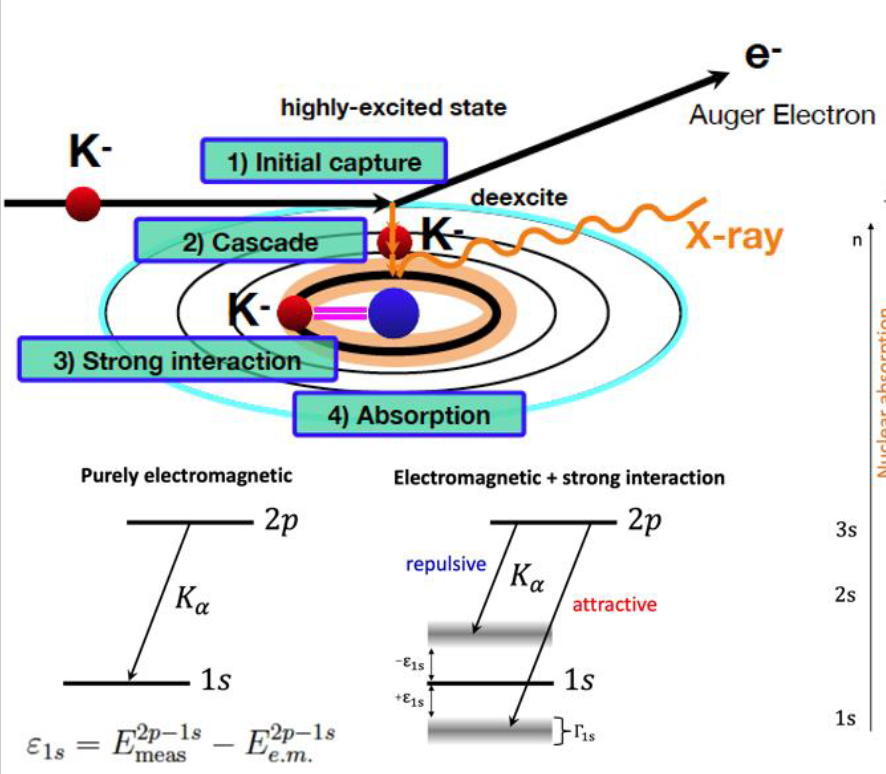 e-
highly-excited state
Auger Electron
K-
1) Initial capture
deexcite
2) Cascade
K-
X-ray
n
K-
3) Strong interaction
4) Absorption
Nuclear absorption
Purely electromagnetic
Electromagnetic + strong interaction
2p
2p
3s
repulsive
Kα
Kα
attractive
2s
−ε1s
1s
1s
+ε1s
1s
Γ1s
ε1s = E2p−1s meas − E2p−1s e.m.